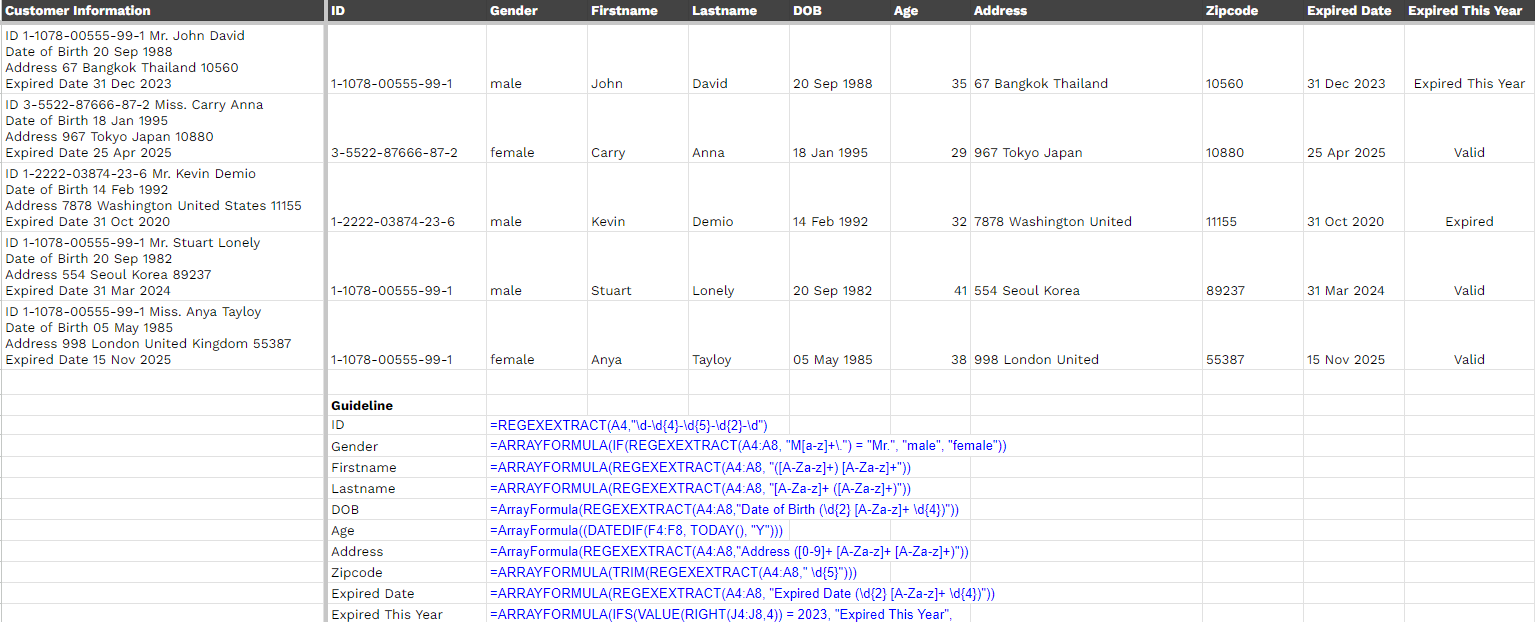 Customer Information ID Gender Firstname Lastname DOB Age Address Zipcode Expired Date Expired This Year
ID 1-1078-00555-99-1 Mr. John David
Date of Birth 20 Sep 1988
Address 67 Bangkok Thailand 10560
Expired Date 31 Dec 2023 1-1078-00555-99-1 male John David 20 Sep 1988 35 67 Bangkok Thailand 10560 31 Dec 2023 Expired This Year
ID 3-5522-87666-87-2 Miss. Carry Anna
Date of Birth 18 Jan 1995
Address 967 Tokyo Japan 10880
Expired Date 25 Apr 2025 3-5522-87666-87-2 female Carry Anna 18 Jan 1995 29 967 Tokyo Japan 10880 25 Apr 2025 Valid
ID 1-2222-03874-23-6 Mr. Kevin Demio
Date of Birth 14 Feb 1992
Address 7878 Washington United States 11155
Expired Date 31 Oct 2020 1-2222-03874-23-6 male Kevin Demio 14 Feb 1992 32 7878 Washington United 11155 31 Oct 2020 Expired
ID 1-1078-00555-99-1 Mr. Stuart Lonely
Date of Birth 20 Sep 1982
Address 554 Seoul Korea 89237
Expired Date 31 Mar 2024 1-1078-00555-99-1 male Stuart Lonely 20 Sep 1982 41 554 Seoul Korea 89237 31 Mar 2024 Valid
ID 1-1078-00555-99-1 Miss. Anya Tayloy
Date of Birth 05 May 1985
Address 998 London United Kingdom 55387
Expired Date 15 Nov 2025 1-1078-00555-99-1 female Anya Tayloy 05 May 1985 38 998 London United 55387 15 Nov 2025 Valid
Guideline
ID =REGEXEXTRACT(A4,"\d-\d{4}-\d{5}-\d{2}-\d")
Gender =ARRAYFORMULA(IF(REGEXEXTRACT(A4:A8, "M[a-z]+\.") = "Mr.", "male", "female"))
Firstname =ARRAYFORMULA(REGEXEXTRACT(A4:A8, "([A-Za-z]+) [A-Za-z]+"))
Lastname =ARRAYFORMULA(REGEXEXTRACT(A4:A8, "[A-Za-z]+ ([A-Za-z]+)"))
DOB =ArrayFormula(REGEXEXTRACT(A4:A8,"Date of Birth (\d{2} [A-Za-z]+ \d{4})"))
Age =ArrayFormula((DATEDIF(F4:F8, TODAY(), "Y")))
Address =ArrayFormula(REGEXEXTRACT(A4:A8,"Address ([0-9]+ [A-Za-z]+ [A-Za-z]+)"))
Zipcode =ARRAYFORMULA(TRIM(REGEXEXTRACT(A4:A8," \d{5}")))
Expired Date =ARRAYFORMULA(REGEXEXTRACT(A4:A8, "Expired Date (\d{2} [A-Za-z]+ \d{4})"))
Expired This Year =ARRAYFORMULA(IFS(VALUE(RIGHT(J4:J8,4)) = 2023, "Expired This Year",